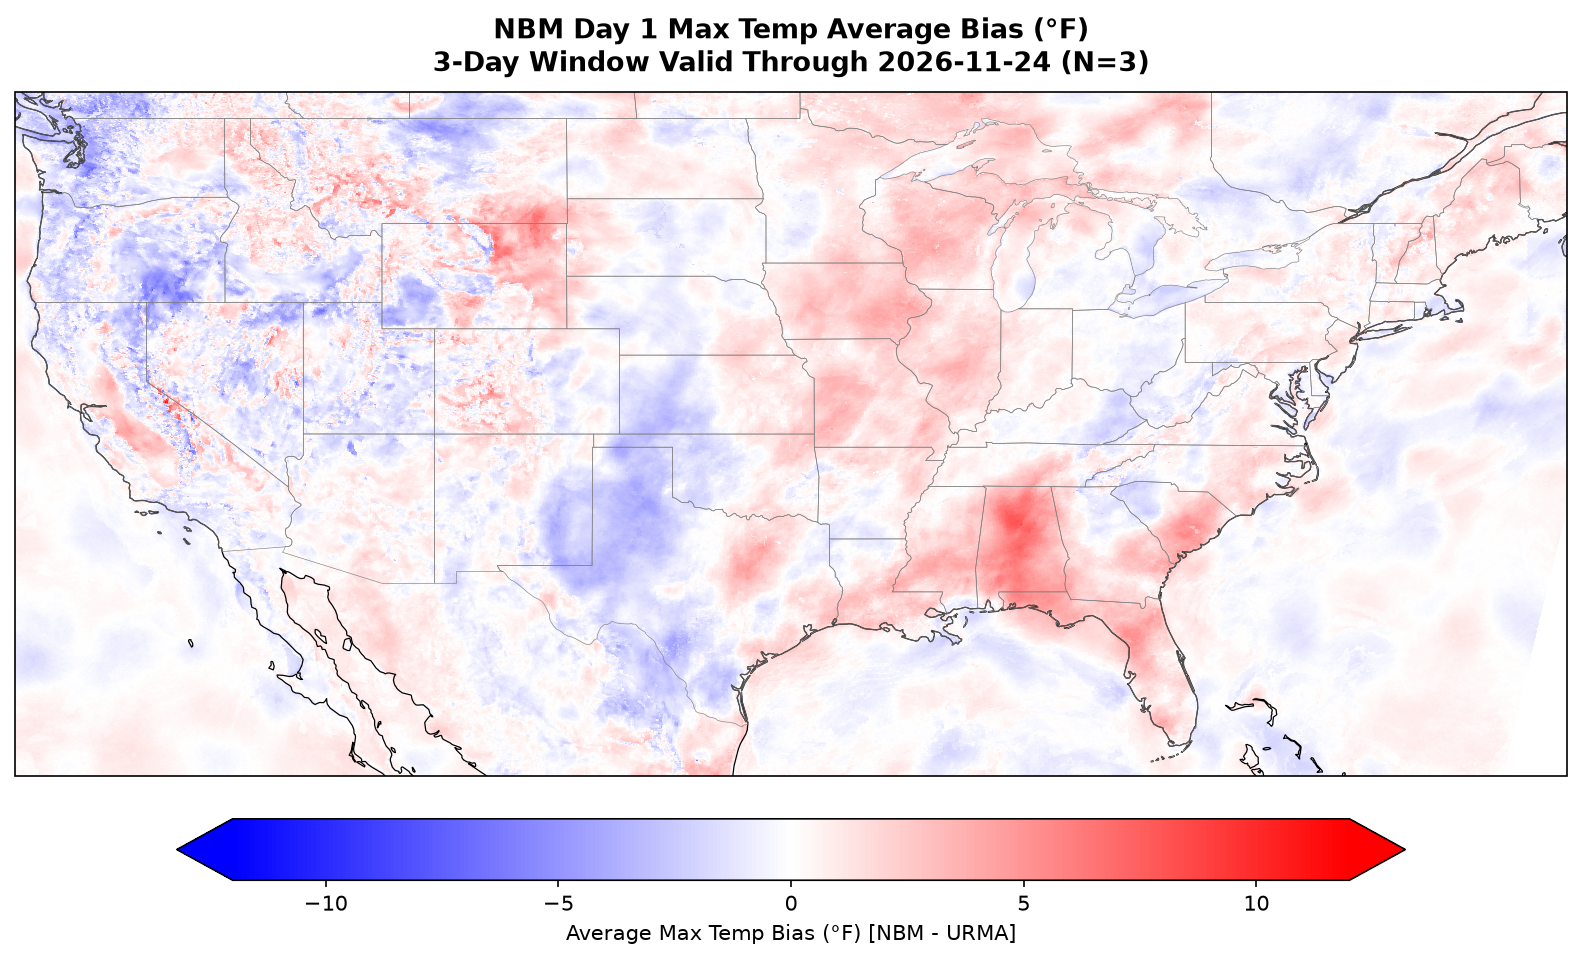 NBM Day 1 Max Temp Average Bias (°F)
3-Day Window Valid Through 2026-11-24 (N=3)
−10 −5 0 5 10
Average Max Temp Bias (°F) [NBM - URMA]